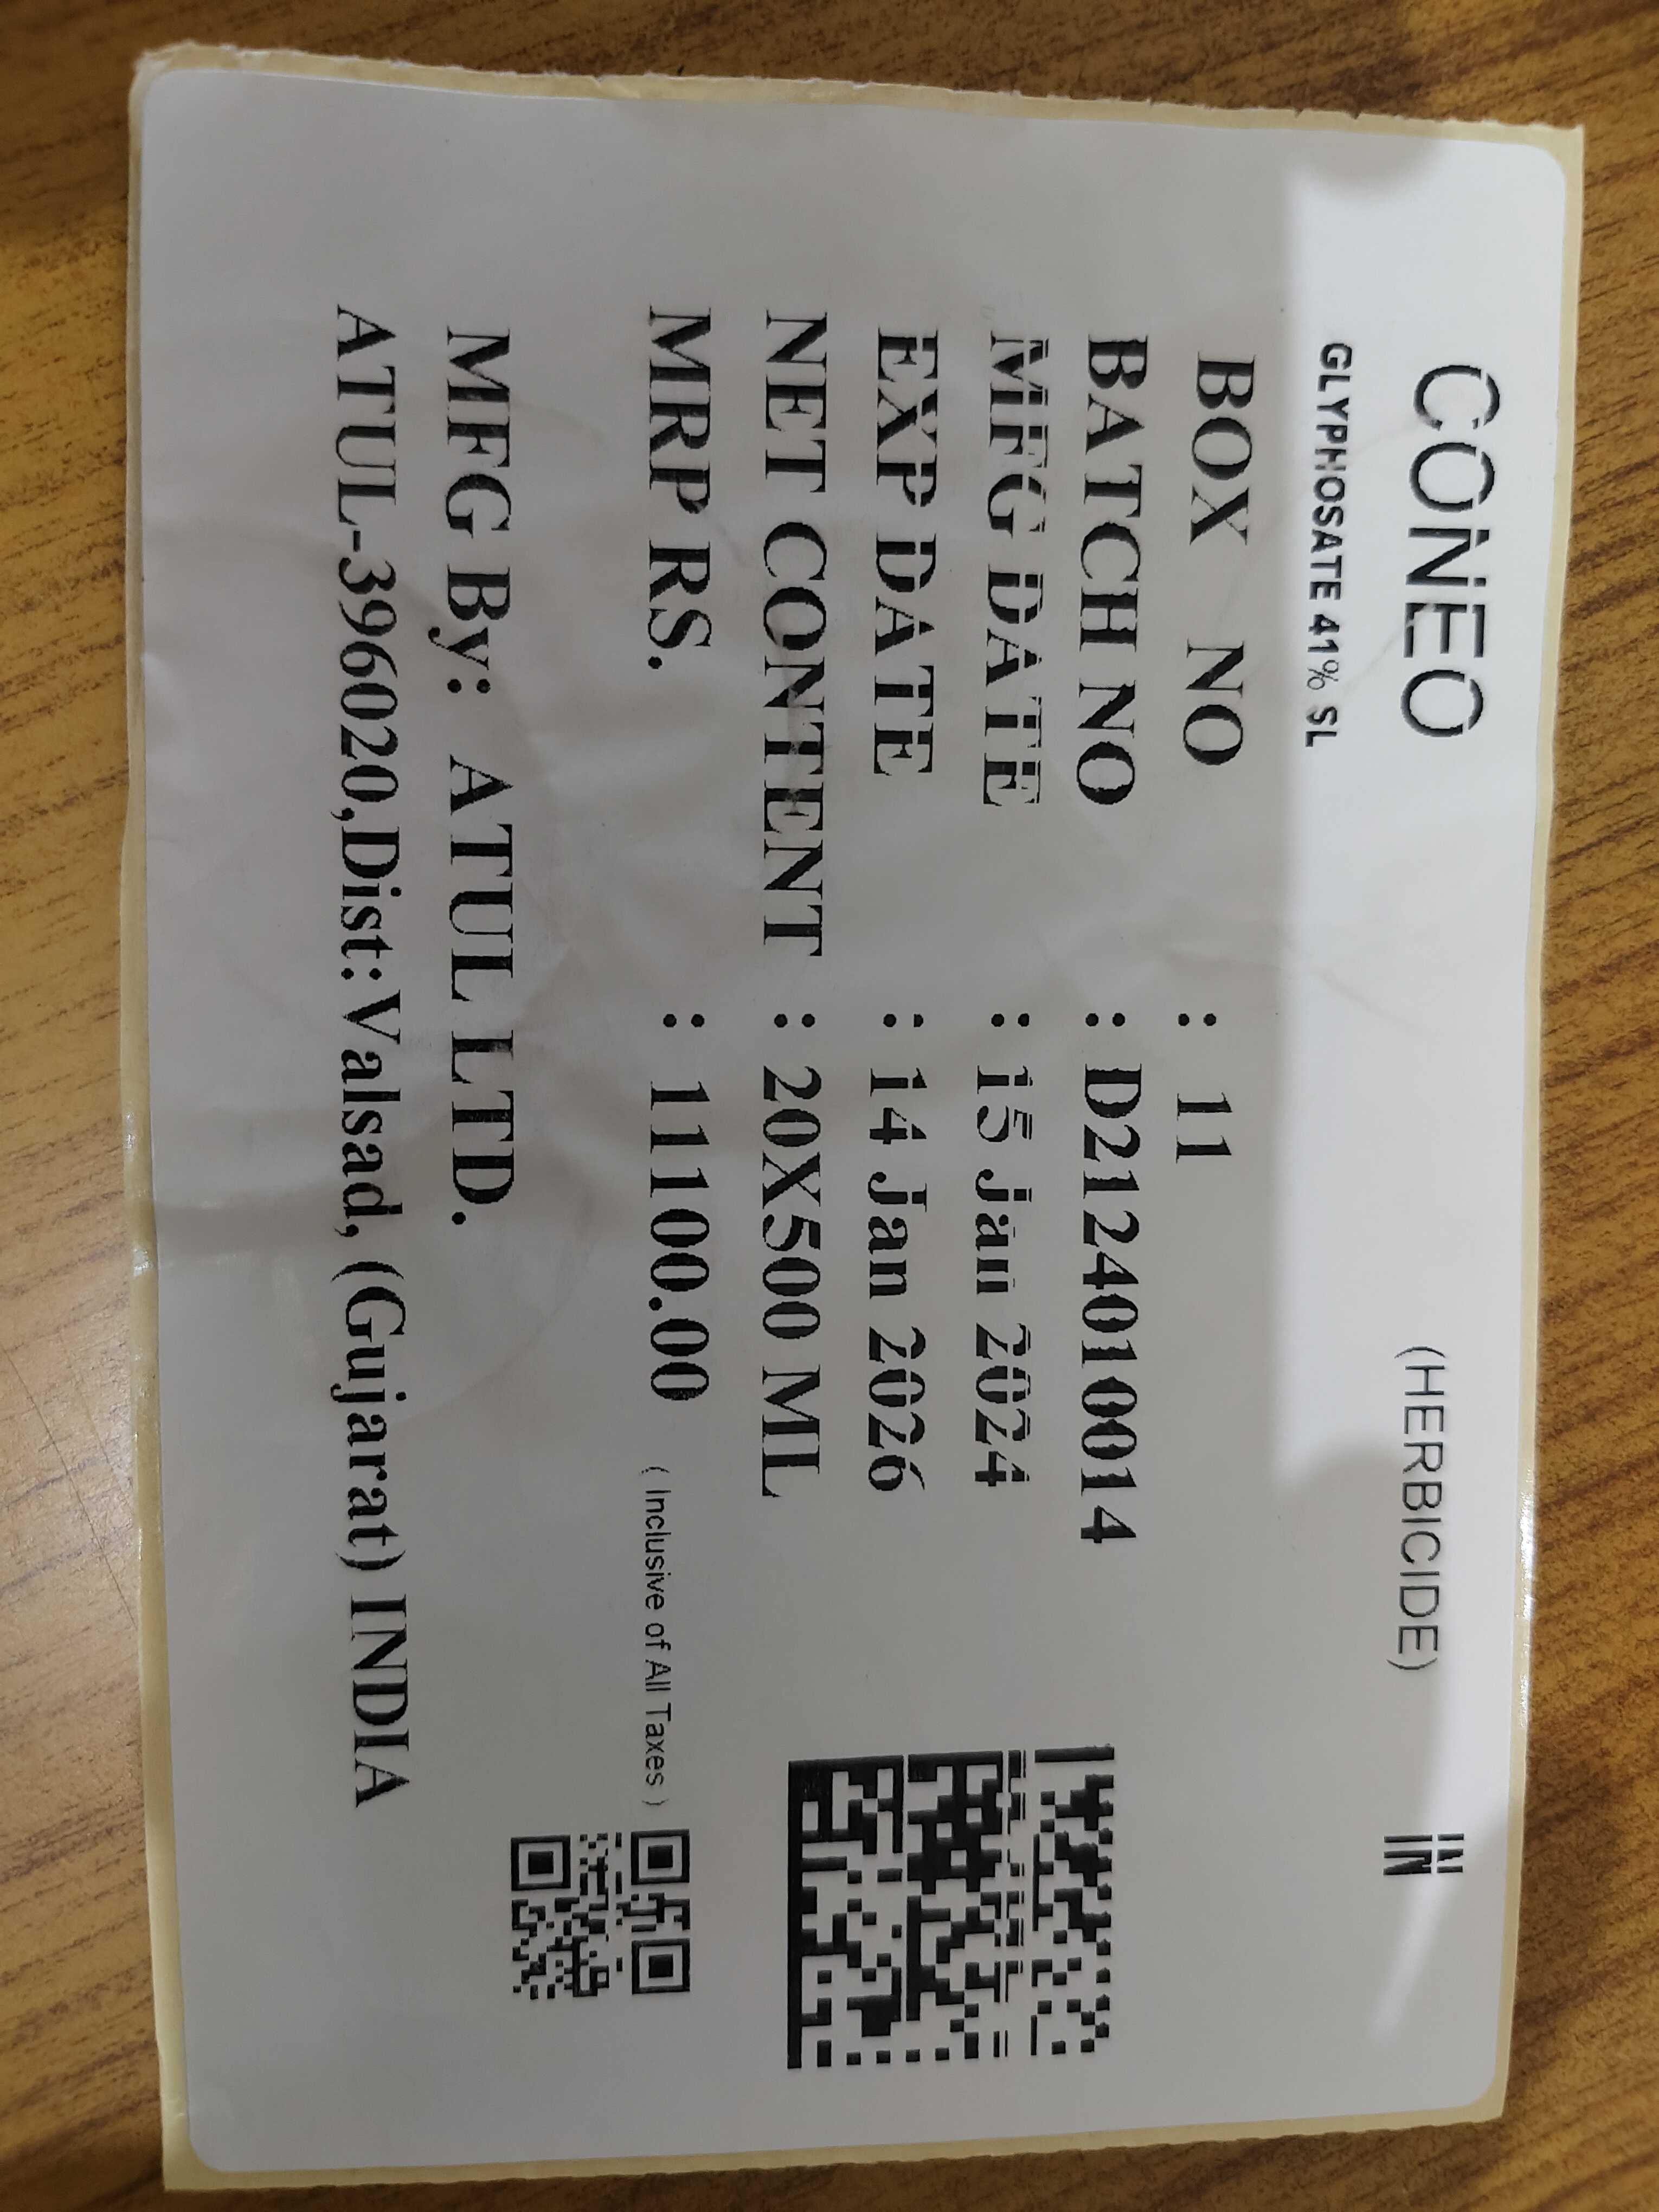 CONEO (HERBICIDE) IN
GLYPHOSATE 41% SL
BOX NO : 11
BATCH NO : D2124010014
MFG DATE : 15 Jan 2024
EXP DATE : 14 Jan 2026
NET CONTENT : 20X500 ML
MRP RS. : 11100.00 ( Inclusive of All Taxes )
MFG By: ATUL LTD.
ATUL-396020,Dist:Valsad, (Gujarat) INDIA